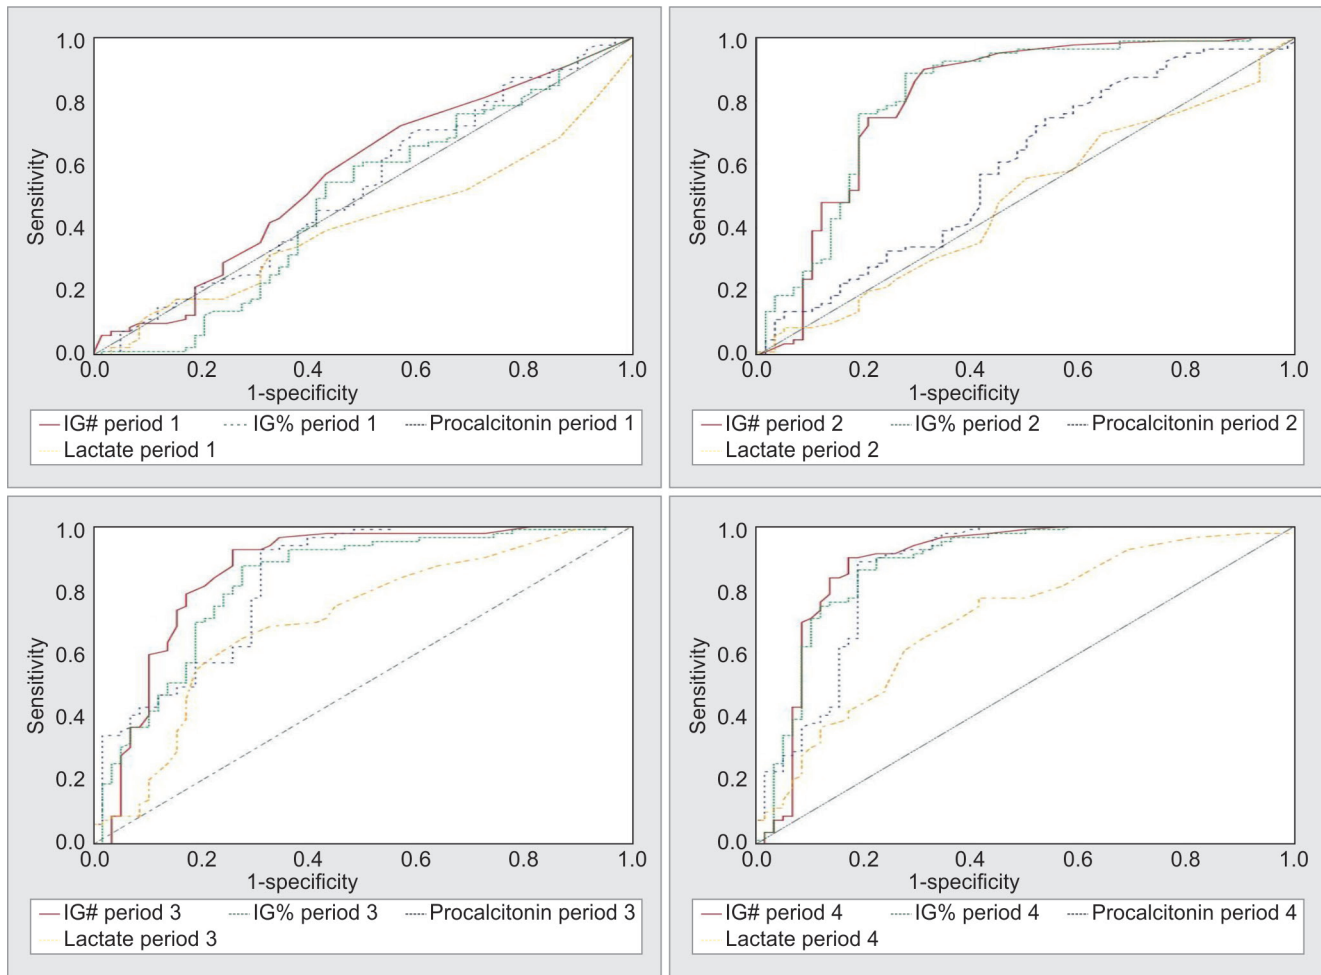 1.0
0.8
0.6
0.4
0.2
0.0
Sensitivity
0.0 0.2 0.4 0.6 0.8 1.0
1-specificity
IG# period 1 IG% period 1 Procalcitonin period 1
Lactate period 1
1.0
0.8
0.6
0.4
0.2
0.0
Sensitivity
0.0 0.2 0.4 0.6 0.8 1.0
1-specificity
IG# period 2 IG% period 2 Procalcitonin period 2
Lactate period 2
1.0
0.8
0.6
0.4
0.2
0.0
Sensitivity
0.0 0.2 0.4 0.6 0.8 1.0
1-specificity
IG# period 3 IG% period 3 Procalcitonin period 3
Lactate period 3
1.0
0.8
0.6
0.4
0.2
0.0
Sensitivity
0.0 0.2 0.4 0.6 0.8 1.0
1-specificity
IG# period 4 IG% period 4 Procalcitonin period 4
Lactate period 4